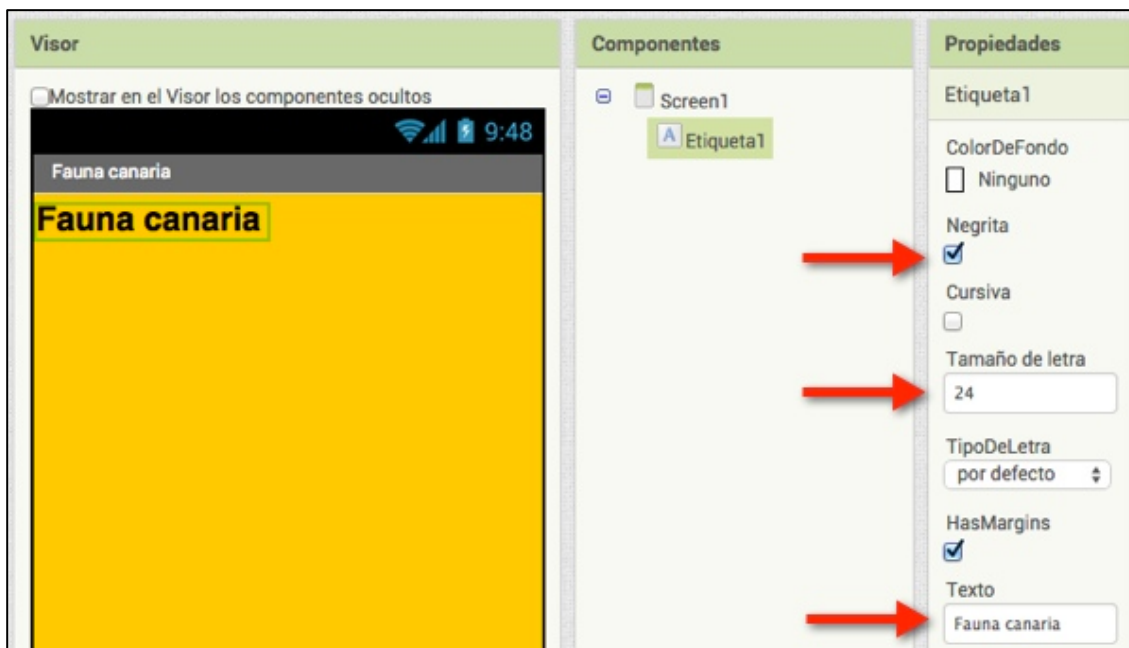 Visor
Mostrar en el Visor los componentes ocultos
9:48
Fauna canaria
Fauna canaria
Componentes
Screen1
A Etiqueta1
Propiedades
Etiqueta1
ColorDeFondo
Ninguno
Negrita
Cursiva
Tamaño de letra
24
TipoDeLetra
por defecto
HasMargins
Texto
Fauna canaria